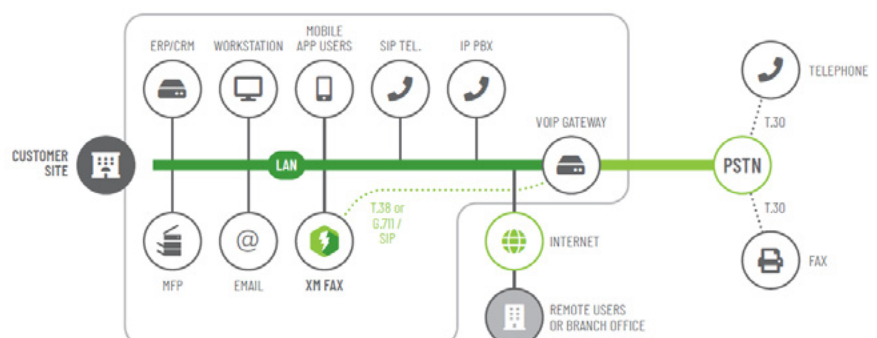 MOBILE
APP USERS
ERP/CRM
WORKSTATION
SIP TEL.
IP PBX
TELEPHONE
VOIP GATEWAY
T.30
CUSTOMER
SITE
LAN
PSTN
T.38 or
G.711 /
SIP
T.30
@
INTERNET
FAX
MFP
EMAIL
XM FAX
REMOTE USERS
OR BRANCH OFFICE